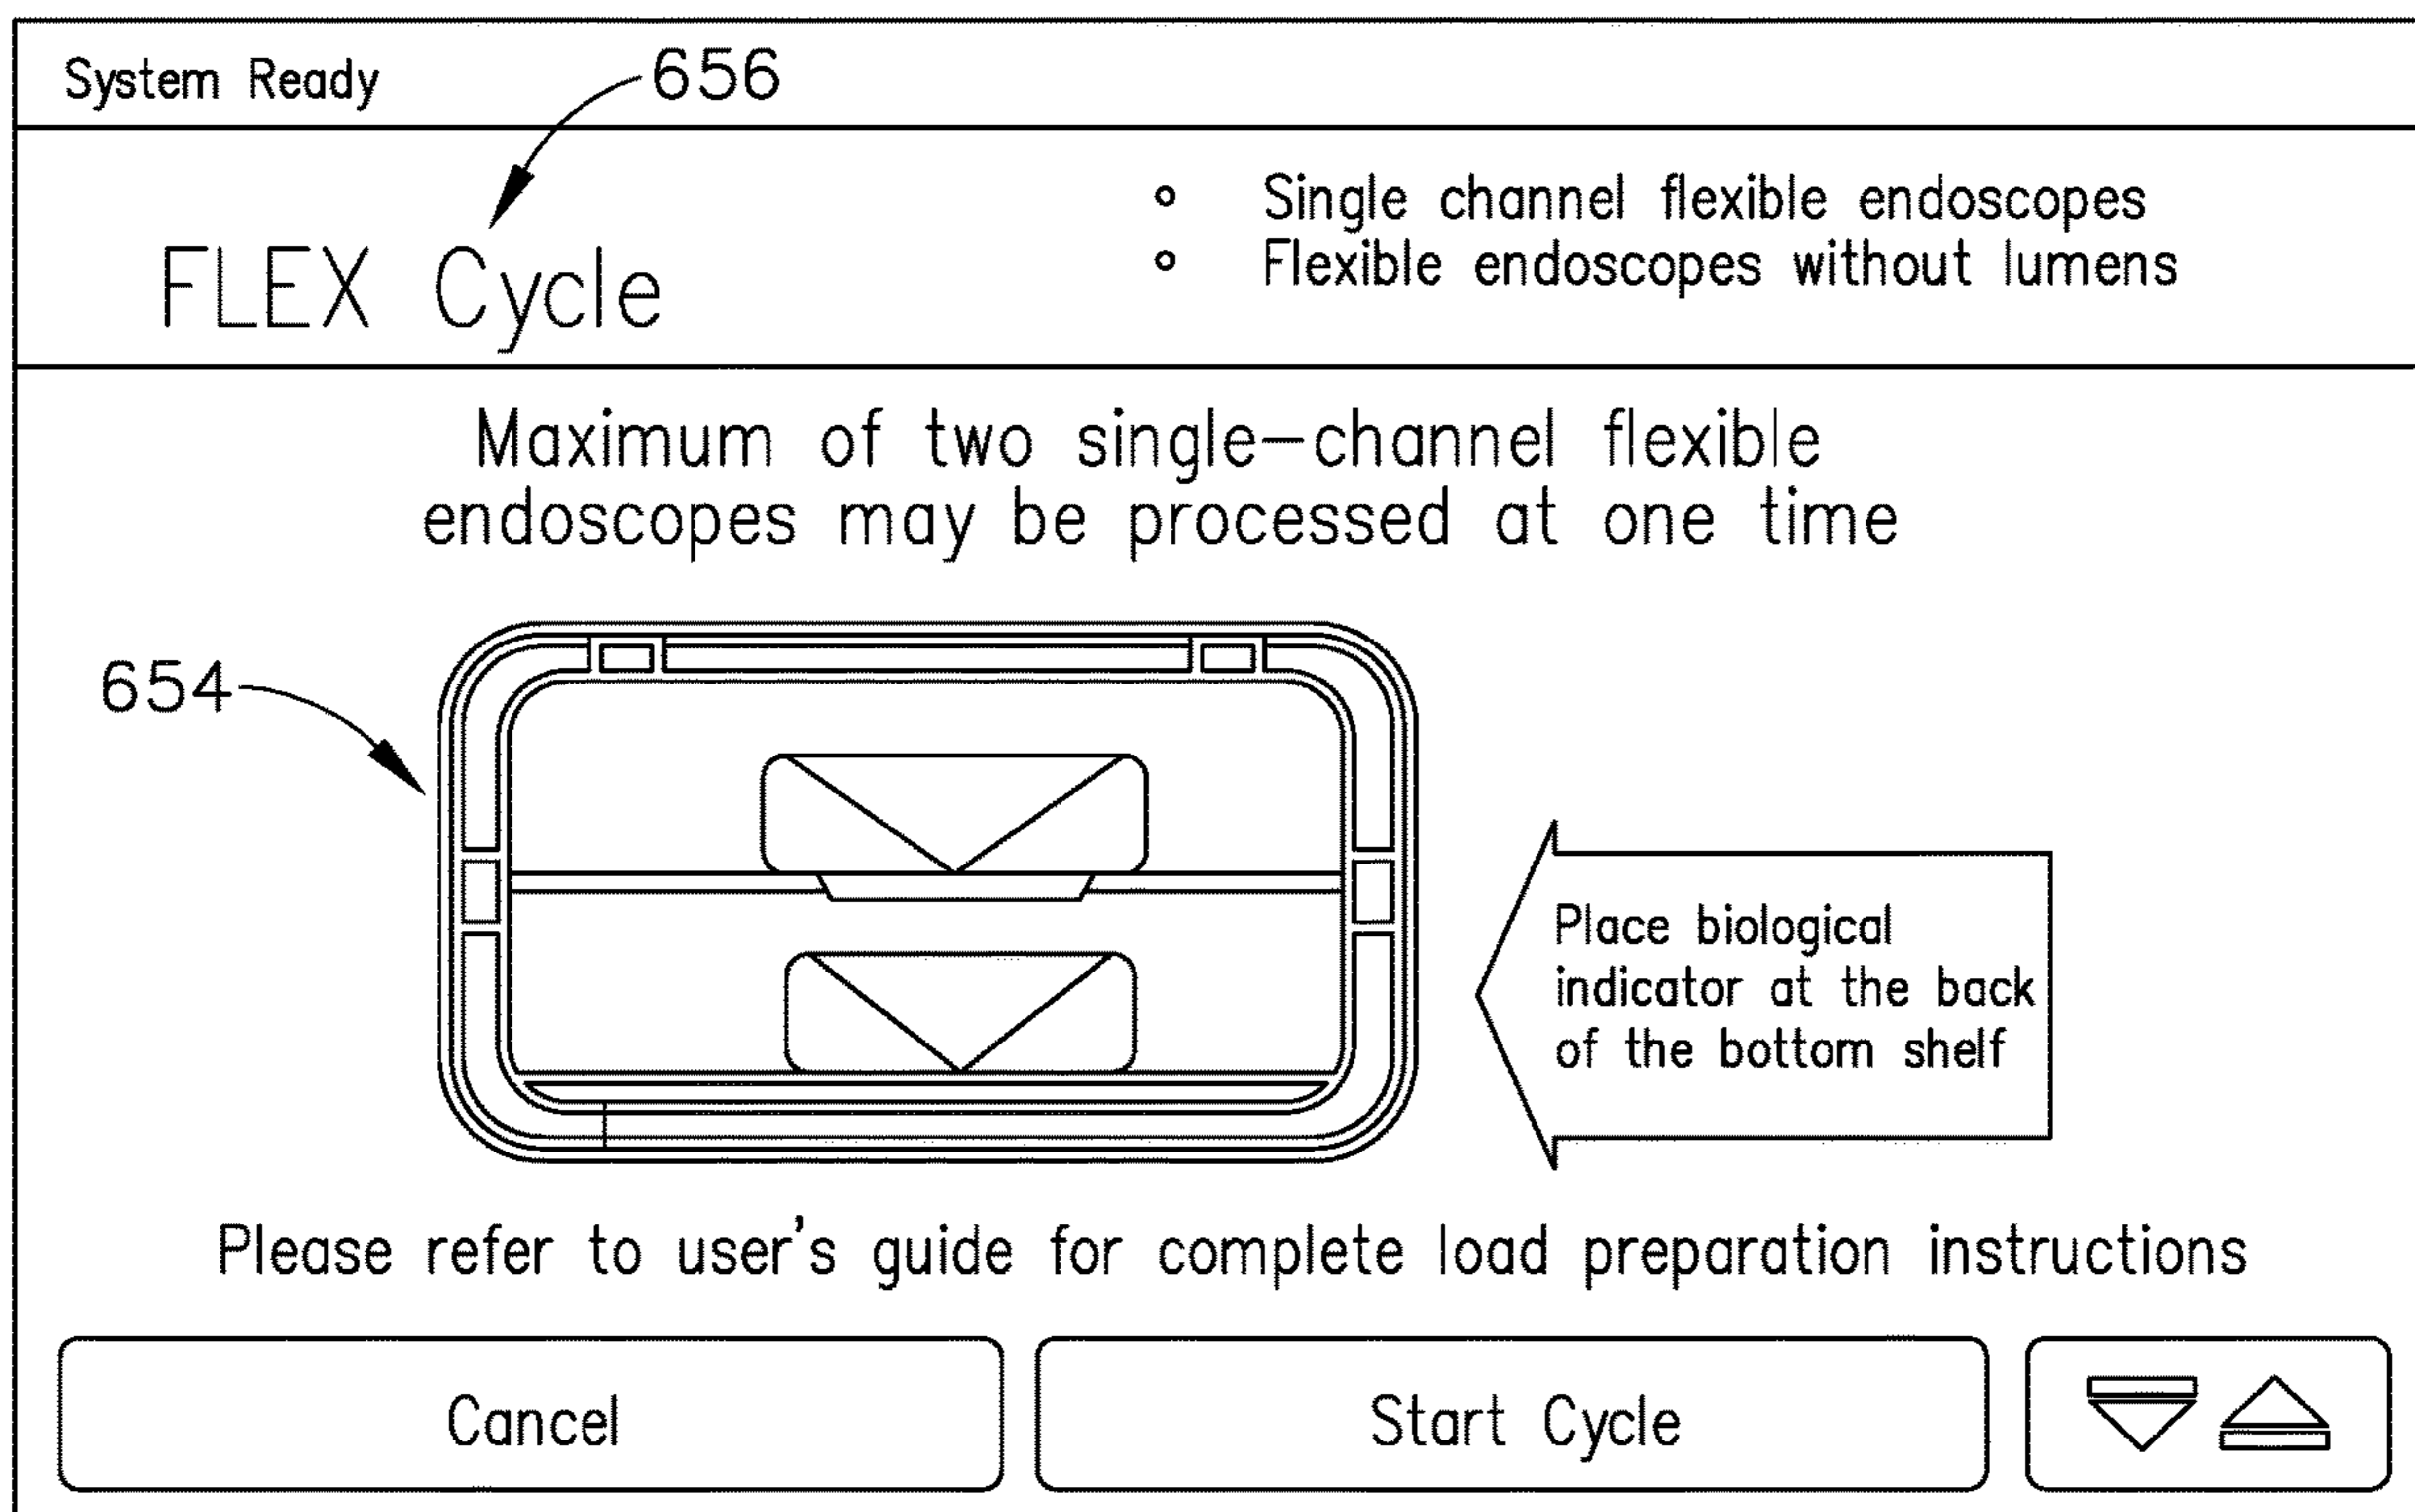 System Ready
656
FLEX Cycle
° Single channel flexible endoscopes
° Flexible endoscopes without lumens
Maximum of two single-channel flexible
endoscopes may be processed at one time
654
Place biological
indicator at the back
of the bottom shelf
Please refer to user's guide for complete load preparation instructions
Cancel
Start Cycle